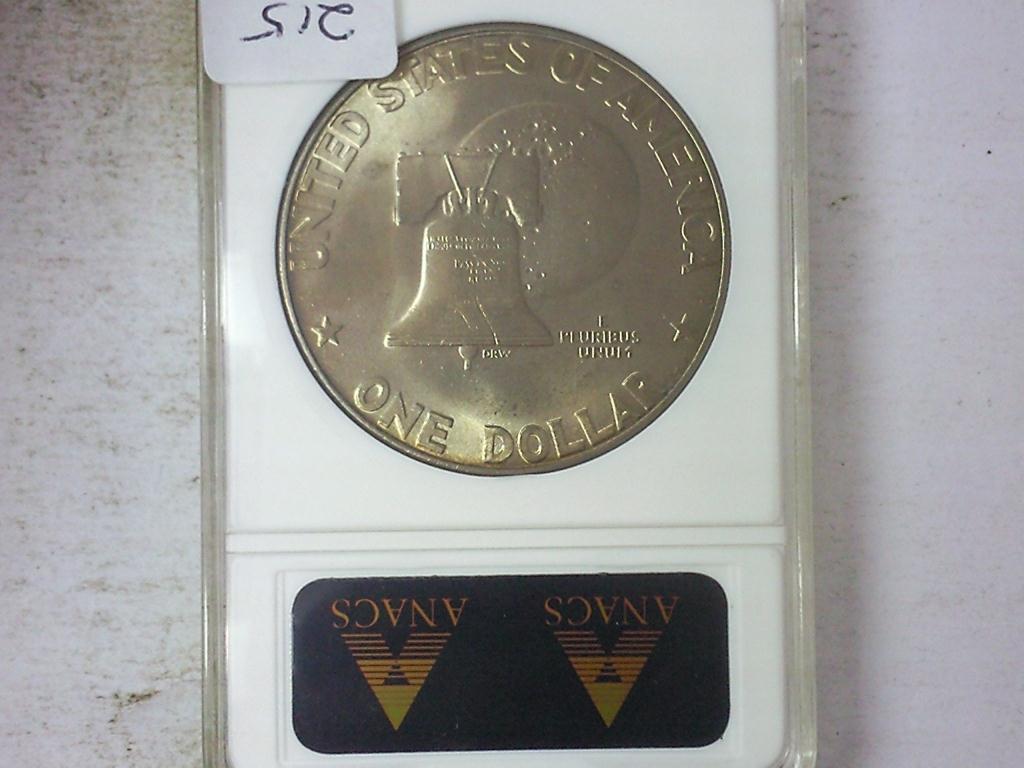 215
UNITED STATES OF AMERICA
E
PLURIBUS
UNUM
DRW
ONE DOLLAR
ANACS ANACS